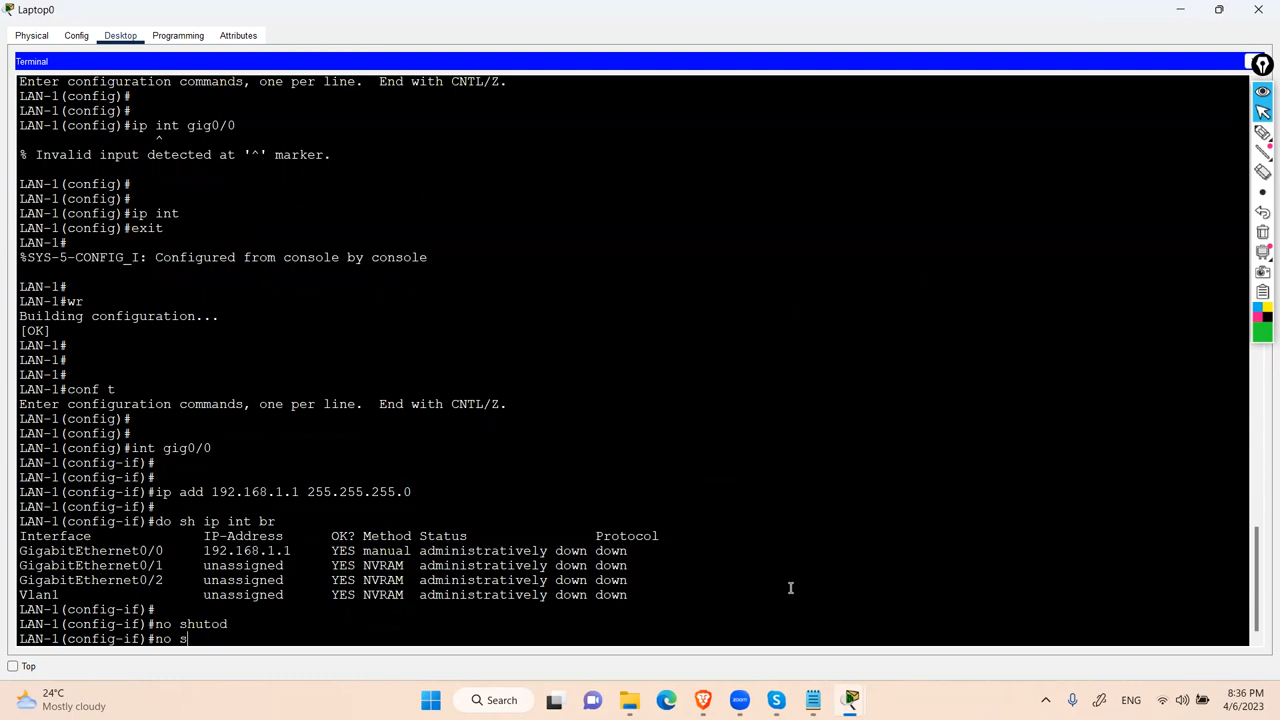 Laptop0
Physical Config Desktop Programming Attributes
Terminal
Enter configuration commands, one per line.  End with CNTL/Z.
LAN-1(config)#
LAN-1(config)#
LAN-1(config)#ip int gig0/0
^
% Invalid input detected at '^' marker.
LAN-1(config)#
LAN-1(config)#
LAN-1(config)#ip int
LAN-1(config)#exit
LAN-1#
%SYS-5-CONFIG_I: Configured from console by console
LAN-1#
LAN-1#wr
Building configuration...
[OK]
LAN-1#
LAN-1#
LAN-1#
LAN-1#conf t
Enter configuration commands, one per line.  End with CNTL/Z.
LAN-1(config)#
LAN-1(config)#
LAN-1(config)#int gig0/0
LAN-1(config-if)#
LAN-1(config-if)#
LAN-1(config-if)#ip add 192.168.1.1 255.255.255.0
LAN-1(config-if)#
LAN-1(config-if)#do sh ip int br
Interface IP-Address OK? Method Status Protocol
GigabitEthernet0/0 192.168.1.1 YES manual administratively down down
GigabitEthernet0/1 unassigned YES NVRAM administratively down down
GigabitEthernet0/2 unassigned YES NVRAM administratively down down
Vlan1 unassigned YES NVRAM administratively down down
LAN-1(config-if)#
LAN-1(config-if)#no shutod
LAN-1(config-if)#no s
Top
24°C
Mostly cloudy
Search
zoom
ENG
8:36 PM
4/6/2023